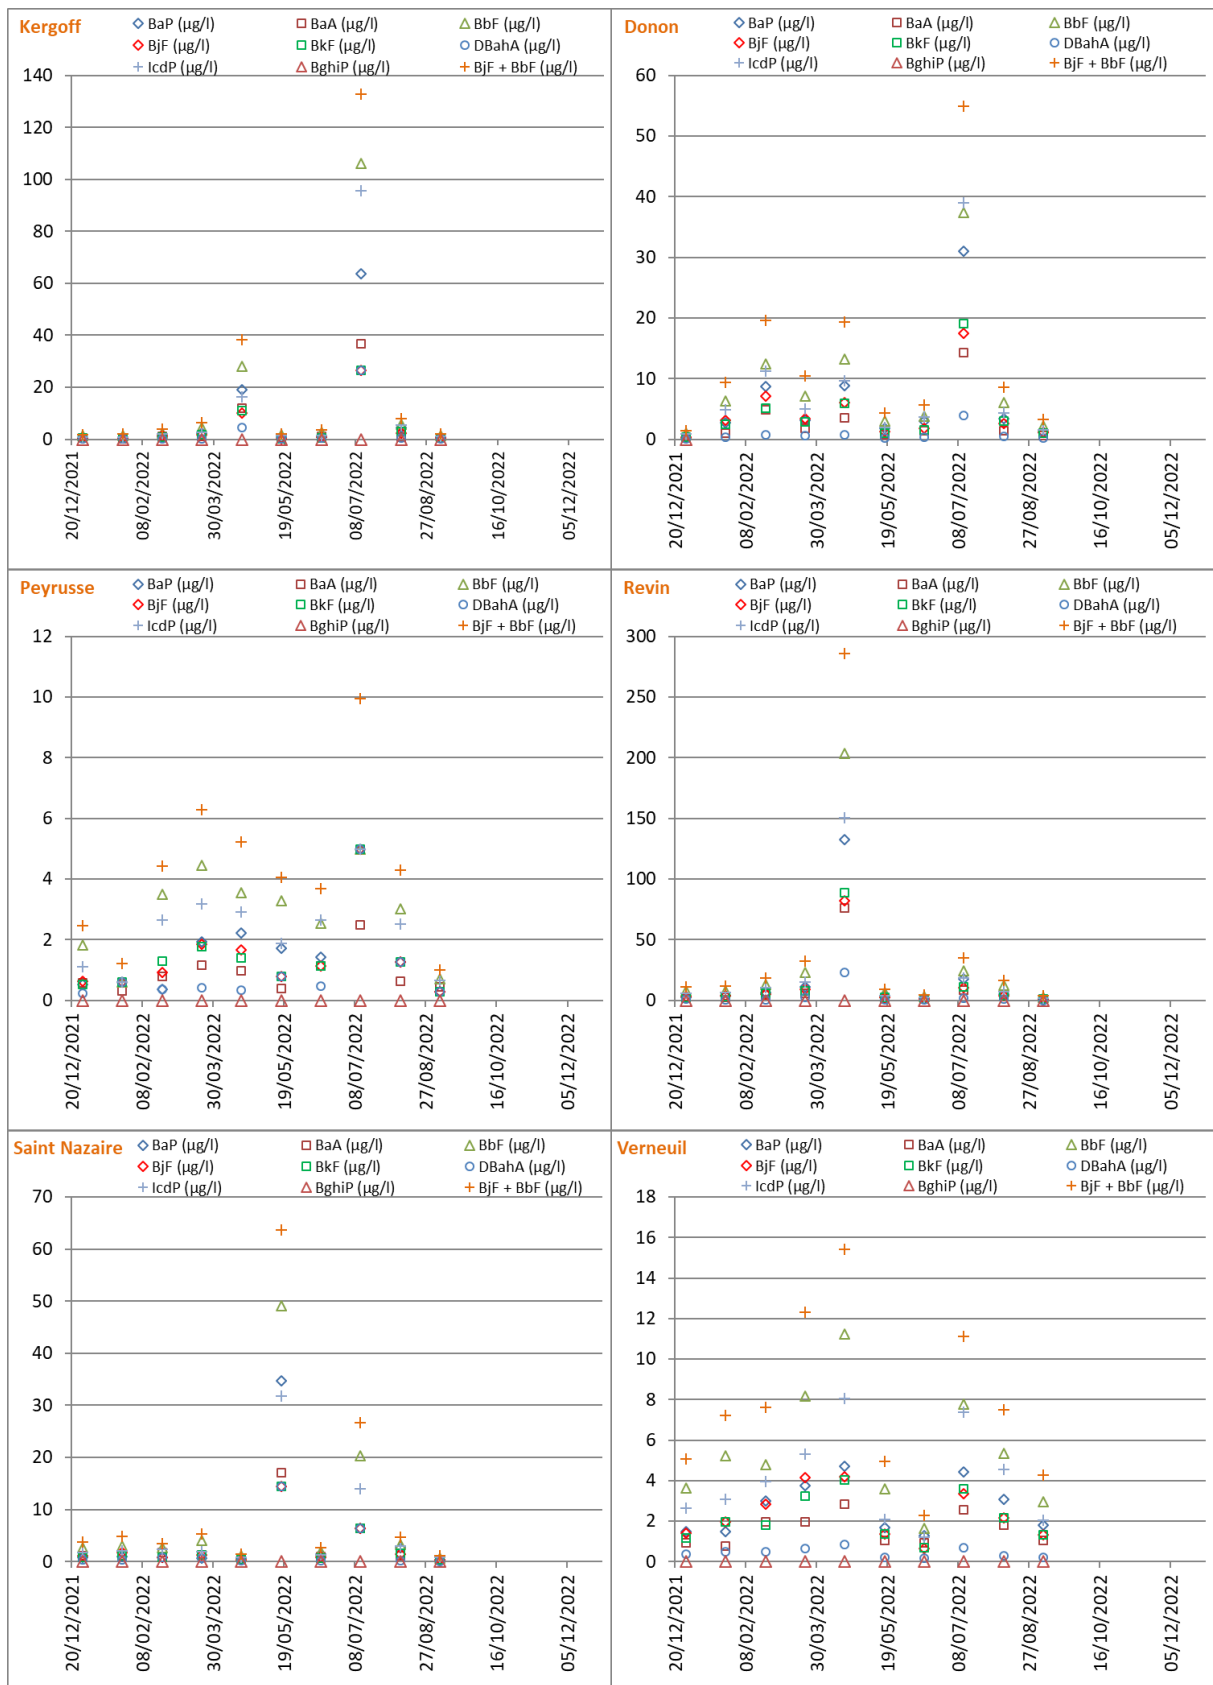 Kergoff
BaP (µg/l) BaA (µg/l) BbF (µg/l)
BjF (µg/l) BkF (µg/l) DBahA (µg/l)
IcdP (µg/l) BghiP (µg/l) BjF + BbF (µg/l)
140
120
100
80
60
40
20
0
20/12/2021 08/02/2022 30/03/2022 19/05/2022 08/07/2022 27/08/2022 16/10/2022 05/12/2022
Donon
BaP (µg/l) BaA (µg/l) BbF (µg/l)
BjF (µg/l) BkF (µg/l) DBahA (µg/l)
IcdP (µg/l) BghiP (µg/l) BjF + BbF (µg/l)
60
50
40
30
20
10
0
20/12/2021 08/02/2022 30/03/2022 19/05/2022 08/07/2022 27/08/2022 16/10/2022 05/12/2022
Peyrusse
BaP (µg/l) BaA (µg/l) BbF (µg/l)
BjF (µg/l) BkF (µg/l) DBahA (µg/l)
IcdP (µg/l) BghiP (µg/l) BjF + BbF (µg/l)
12
10
8
6
4
2
0
20/12/2021 08/02/2022 30/03/2022 19/05/2022 08/07/2022 27/08/2022 16/10/2022 05/12/2022
Revin
BaP (µg/l) BaA (µg/l) BbF (µg/l)
BjF (µg/l) BkF (µg/l) DBahA (µg/l)
IcdP (µg/l) BghiP (µg/l) BjF + BbF (µg/l)
300
250
200
150
100
50
0
20/12/2021 08/02/2022 30/03/2022 19/05/2022 08/07/2022 27/08/2022 16/10/2022 05/12/2022
Saint Nazaire
BaP (µg/l) BaA (µg/l) BbF (µg/l)
BjF (µg/l) BkF (µg/l) DBahA (µg/l)
IcdP (µg/l) BghiP (µg/l) BjF + BbF (µg/l)
70
60
50
40
30
20
10
0
20/12/2021 08/02/2022 30/03/2022 19/05/2022 08/07/2022 27/08/2022 16/10/2022 05/12/2022
Verneuil
BaP (µg/l) BaA (µg/l) BbF (µg/l)
BjF (µg/l) BkF (µg/l) DBahA (µg/l)
IcdP (µg/l) BghiP (µg/l) BjF + BbF (µg/l)
18
16
14
12
10
8
6
4
2
0
20/12/2021 08/02/2022 30/03/2022 19/05/2022 08/07/2022 27/08/2022 16/10/2022 05/12/2022